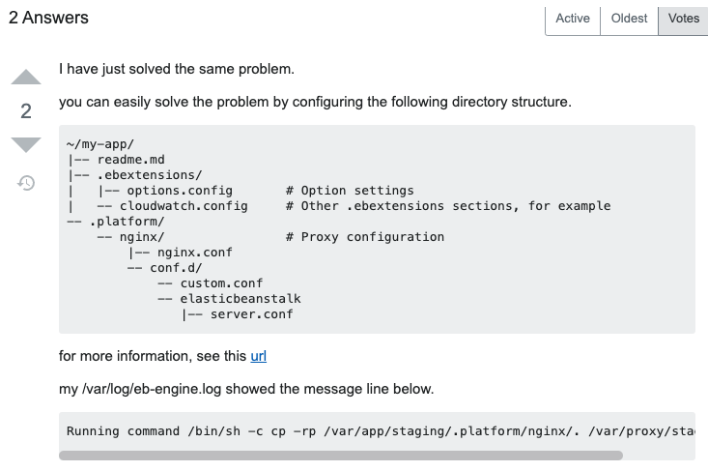 2 Answers
Active Oldest Votes
I have just solved the same problem.
2
you can easily solve the problem by configuring the following directory structure.
~/my-app/
|-- readme.md
|-- .ebextensions/
|   |-- options.config       # Option settings
|   -- cloudwatch.config     # Other .ebextensions sections, for example
-- .platform/
    -- nginx/                # Proxy configuration
        |-- nginx.conf
        -- conf.d/
            -- custom.conf
            -- elasticbeanstalk
               |-- server.conf
for more information, see this url
my /var/log/eb-engine.log showed the message line below.
Running command /bin/sh -c cp -rp /var/app/staging/.platform/nginx/. /var/proxy/sta